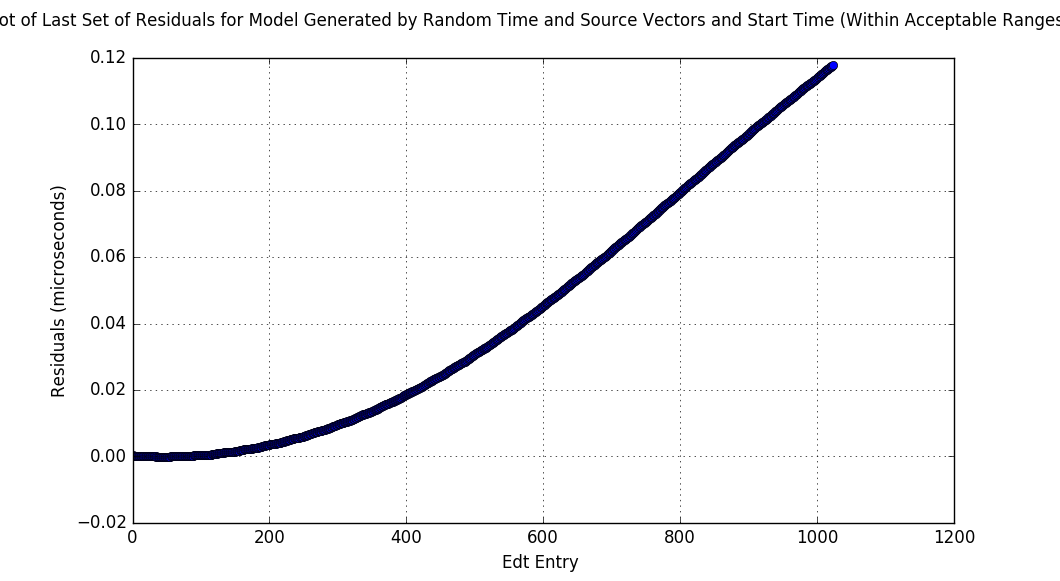 ot of Last Set of Residuals for Model Generated by Random Time and Source Vectors and Start Time (Within Acceptable Ranges
0.12
0.10
0.08
0.06
0.04
0.02
0.00
−0.02
Residuals (microseconds)
0 200 400 600 800 1000 1200
Edt Entry